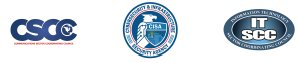 CSCC
COMMUNICATIONS SECTOR COORDINATING COUNCIL
CYBERSECURITY & INFRASTRUCTURE
CISA
SECURITY AGENCY
INFORMATION TECHNOLOGY
IT
SCC
SECTOR COORDINATING COUNCIL